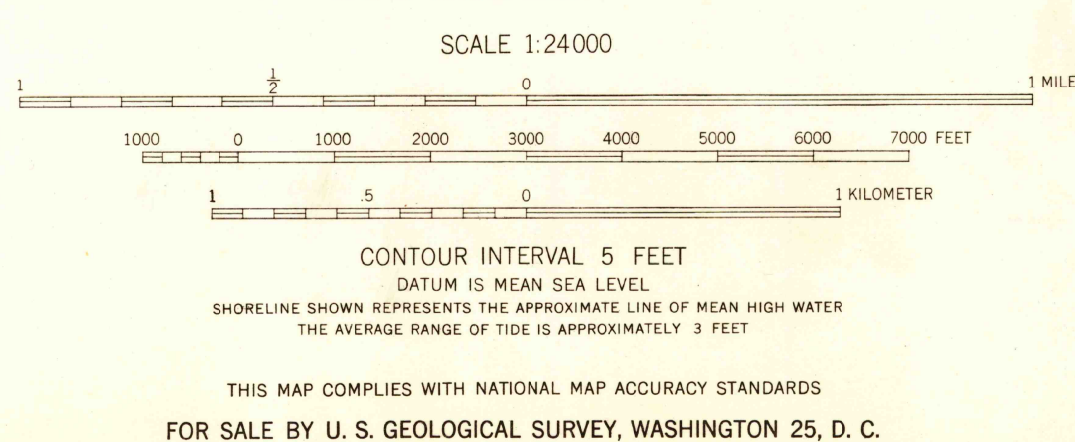 SCALE 1:24000
1 ½ 0 1 MILE
1000 0 1000 2000 3000 4000 5000 6000 7000 FEET
1 .5 0 1 KILOMETER
CONTOUR INTERVAL 5 FEET
DATUM IS MEAN SEA LEVEL
SHORELINE SHOWN REPRESENTS THE APPROXIMATE LINE OF MEAN HIGH WATER
THE AVERAGE RANGE OF TIDE IS APPROXIMATELY 3 FEET
THIS MAP COMPLIES WITH NATIONAL MAP ACCURACY STANDARDS
FOR SALE BY U. S. GEOLOGICAL SURVEY, WASHINGTON 25, D. C.